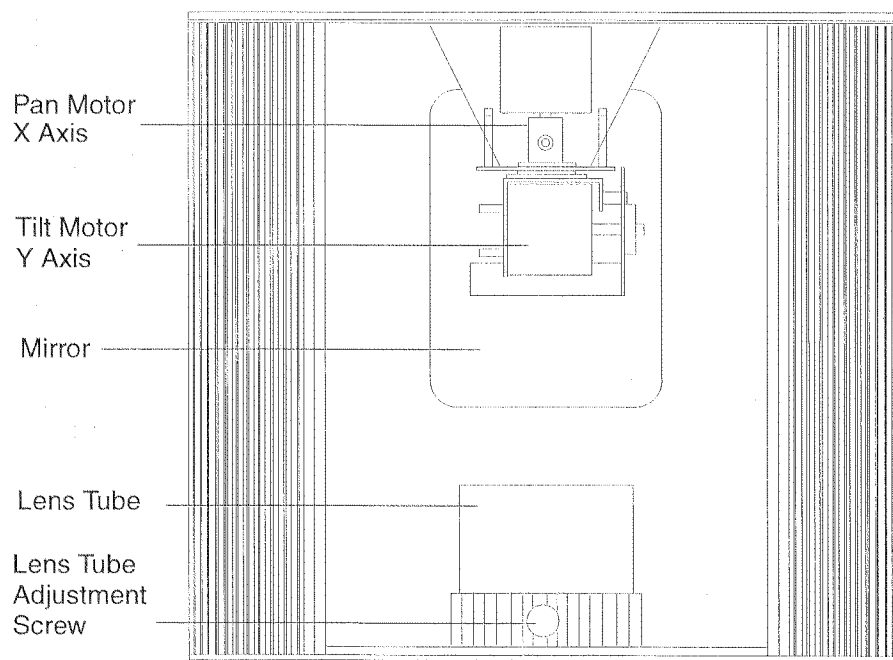 Pan Motor
X Axis
Tilt Motor
Y Axis
Mirror
Lens Tube
Lens Tube
Adjustment
Screw